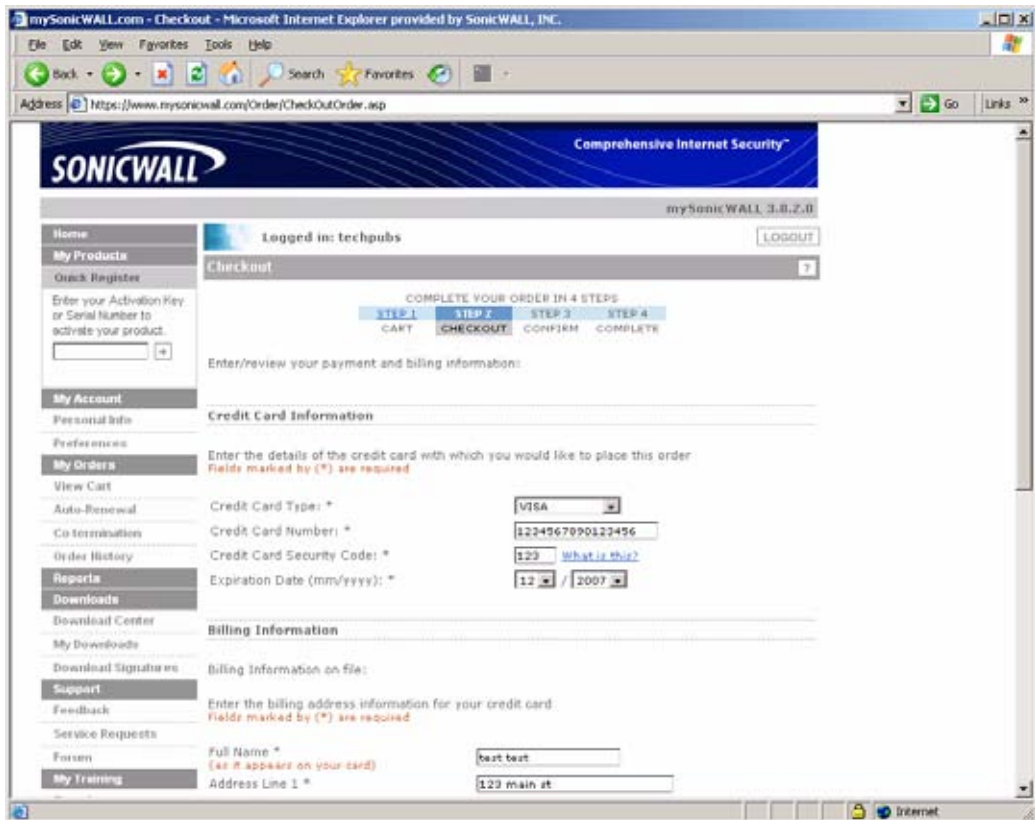 mySonicWALL.com - Checkout - Microsoft Internet Explorer provided by SonicWALL, INC.
File Edit View Favorites Tools Help
Back Search Favorites
Address https://www.mysonicwall.com/Order/CheckOutOrder.asp Go Links
SONICWALL
Comprehensive Internet Security™
mySonicWALL 3.0.2.0
Home
My Products
Quick Register
Enter your Activation Key
or Serial Number to
activate your product.
My Account
Personal Info
Preferences
My Orders
View Cart
Auto-Renewal
Co termination
Order History
Reports
Downloads
Download Center
My Downloads
Download Signatures
Support
Feedback
Service Requests
Forum
My Training
Logged in: techpubs
LOGOUT
Checkout
?
COMPLETE YOUR ORDER IN 4 STEPS
STEP 1 STEP 2 STEP 3 STEP 4
CART CHECKOUT CONFIRM COMPLETE
Enter/review your payment and billing information:
Credit Card Information
Enter the details of the credit card with which you would like to place this order
Fields marked by (*) are required
Credit Card Type: * VISA
Credit Card Number: * 1234567890123456
Credit Card Security Code: * 123 What is this?
Expiration Date (mm/yyyy): * 12 / 2007
Billing Information
Billing Information on file:
Enter the billing address information for your credit card
Fields marked by (*) are required
Full Name * test test
(as it appears on your card)
Address Line 1 * 123 main st
Internet